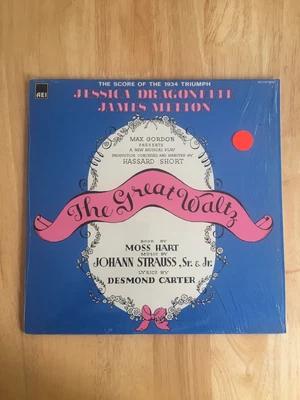 AEI
THE SCORE OF THE 1934 TRIUMPH
JESSICA DRAGONETTE
JAMES MELTON
MAX GORDON
PRESENTS
A NEW MUSICAL PLAY
PRODUCTION CONCEIVED AND DIRECTED BY
HASSARD SHORT
The Great Waltz
BOOK BY
MOSS HART
MUSIC BY
JOHANN STRAUSS, Sr. & Jr.
LYRICS BY
DESMOND CARTER